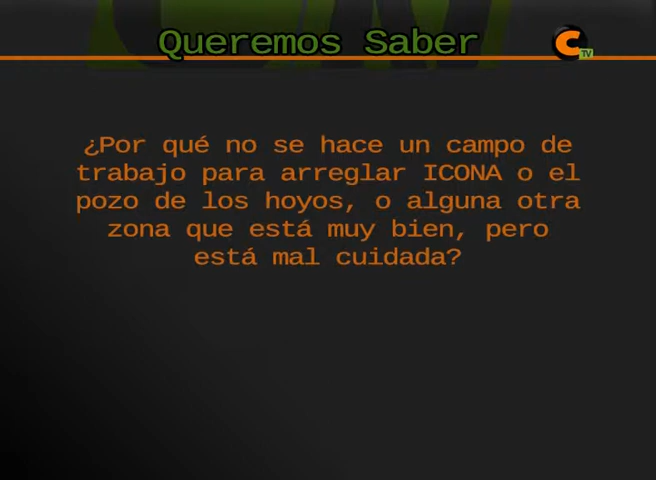 Queremos Saber
C
TV
¿Por qué no se hace un campo de
trabajo para arreglar ICONA o el
pozo de los hoyos, o alguna otra
zona que está muy bien, pero
está mal cuidada?